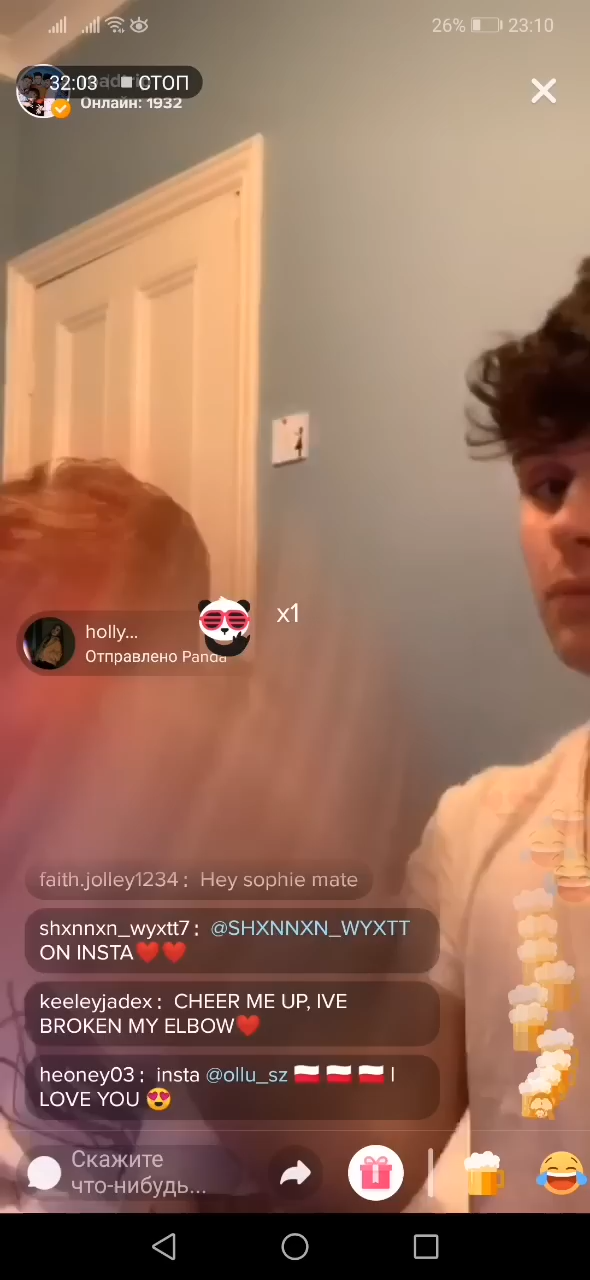 26% 23:10
32:03 СТОП
Онлайн: 1932
x1
holly...
Отправлено Panda
faith.jolley1234 : Hey sophie mate
shxnnxn_wyxtt7 : @SHXNNXN_WYXTT
ON INSTA❤️❤️
keeleyjadex : CHEER ME UP, IVE
BROKEN MY ELBOW❤️
heoney03 : insta @ollu_sz 🇵🇱 🇵🇱 🇵🇱 I
LOVE YOU 😍
Скажите
что-нибудь...